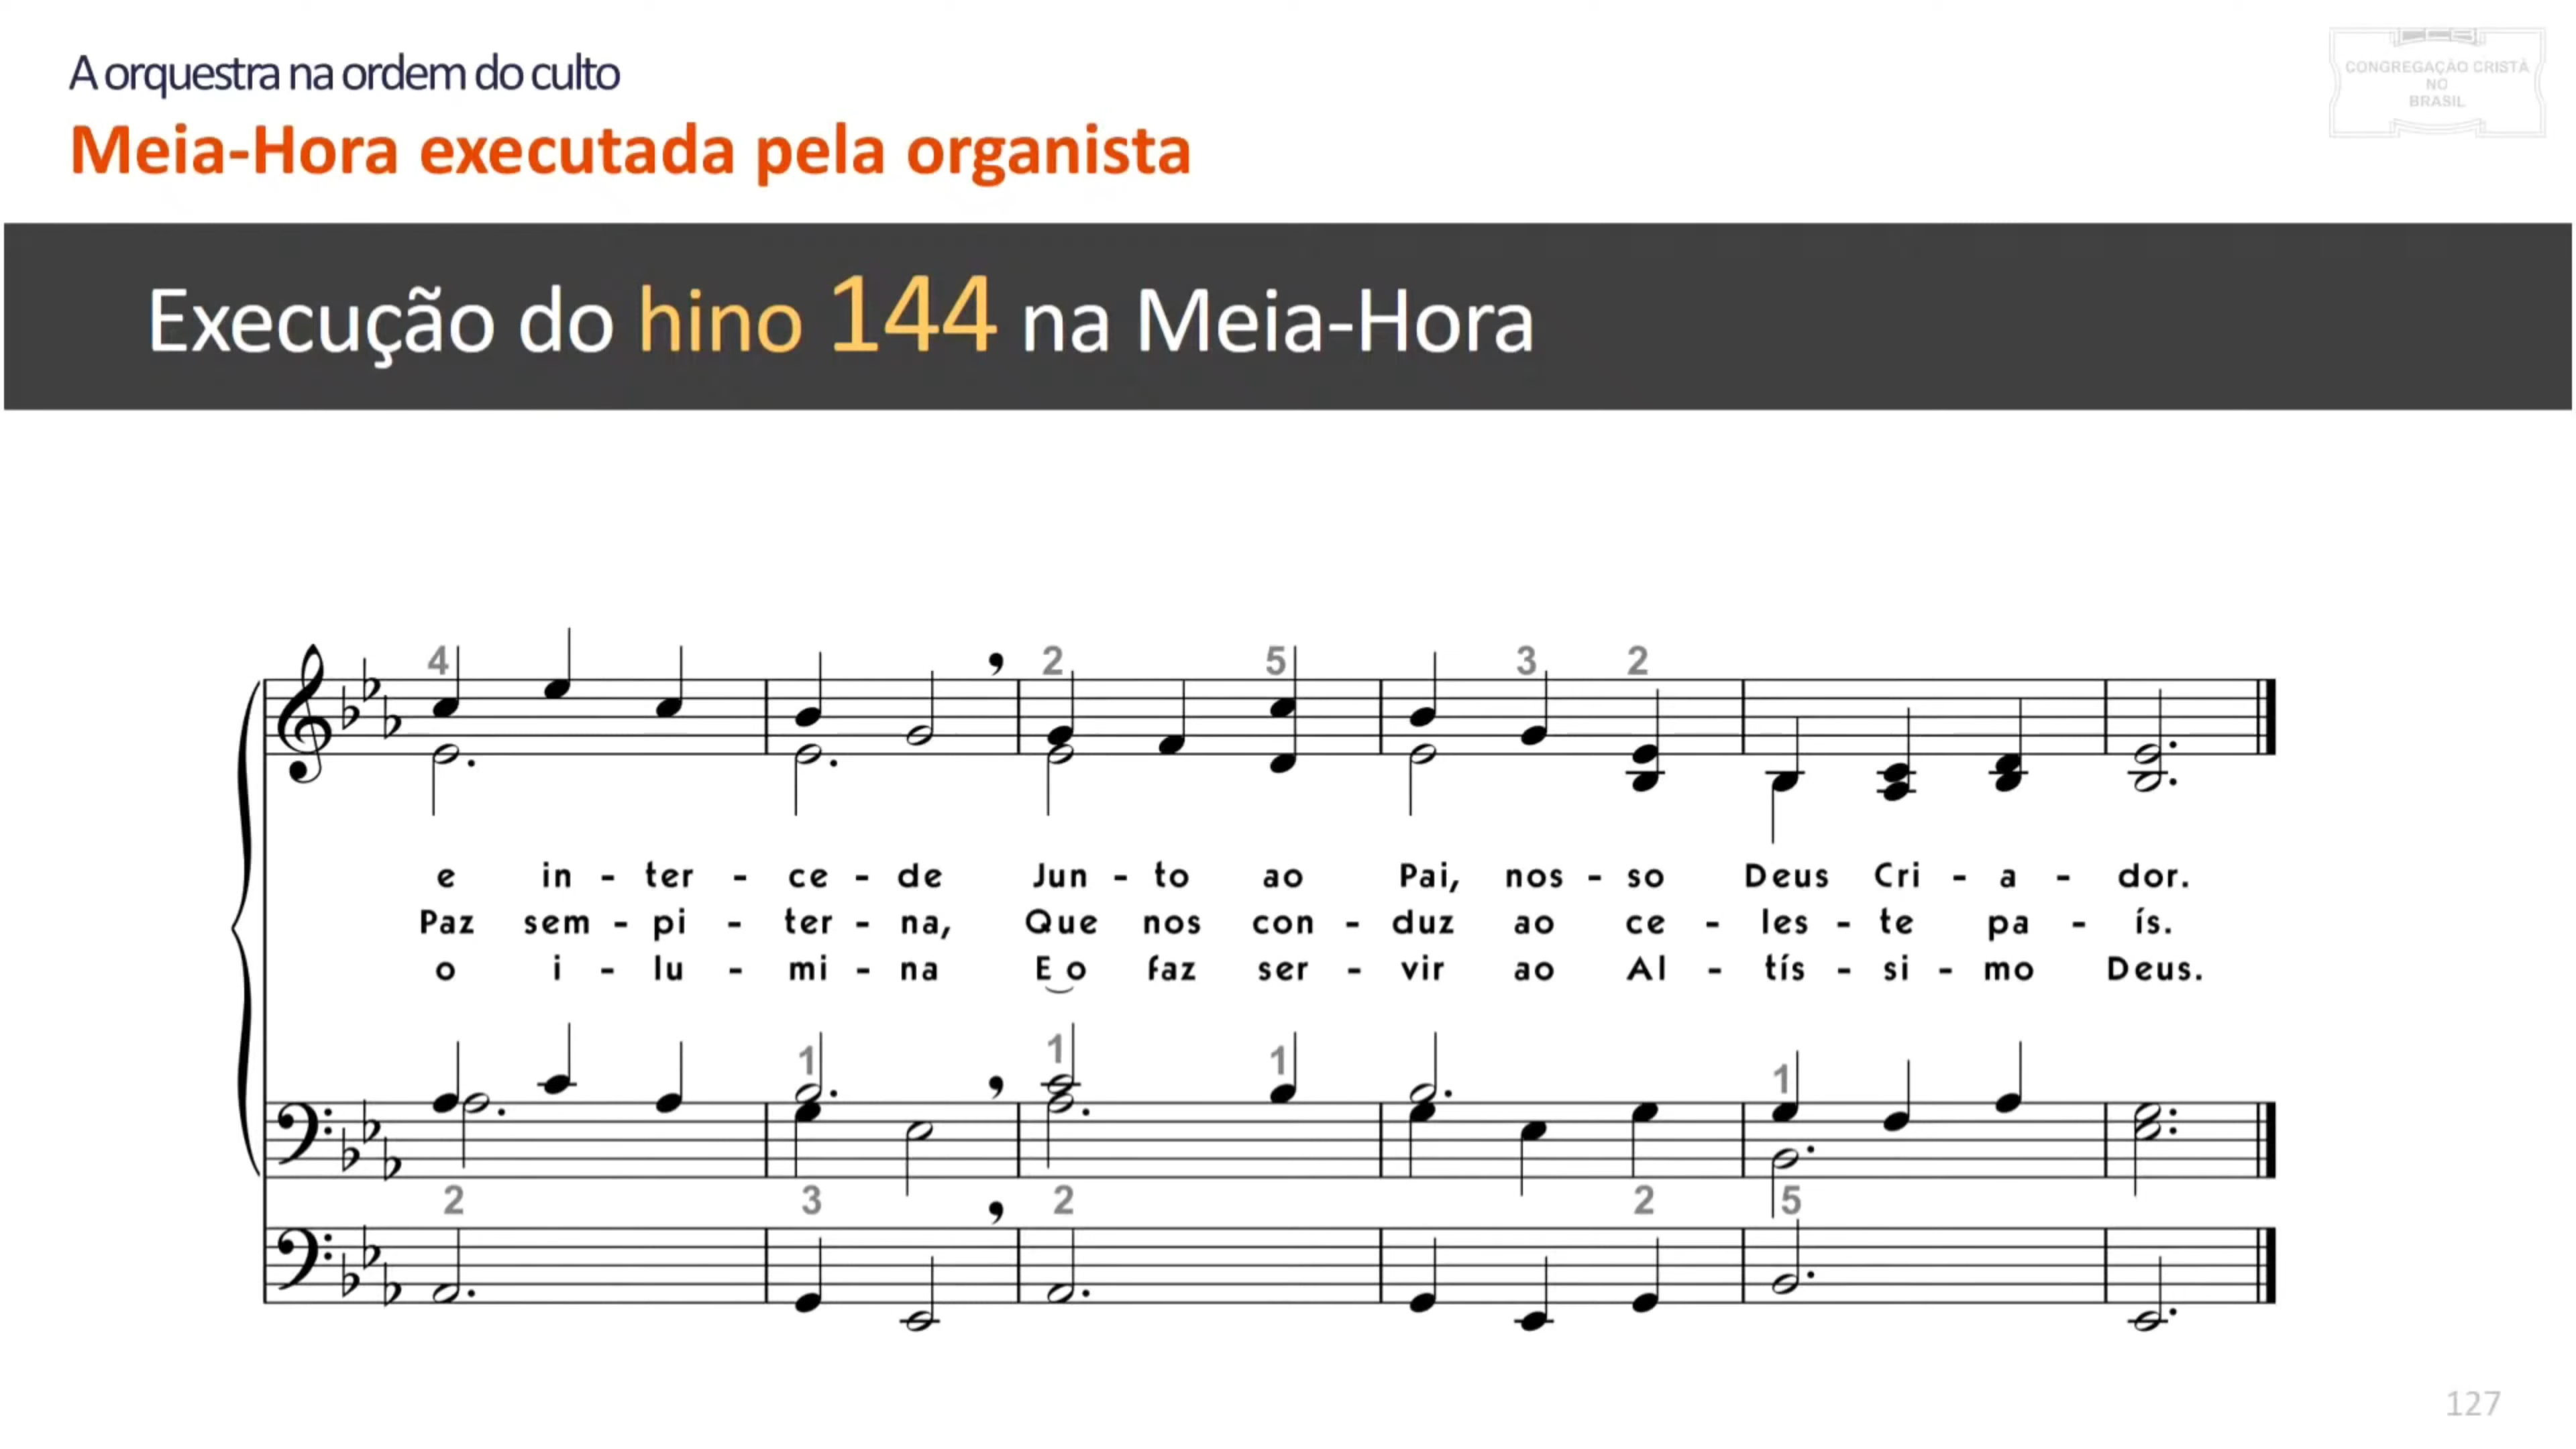 A orquestra na ordem do culto
CONGREGAÇÃO CRISTÃ
NO
BRASIL
Meia-Hora executada pela organista
Execução do hino 144 na Meia-Hora
4 2 5 3 2
e in - ter - ce - de Jun - to ao Pai, nos - so Deus Cri - a - dor.
Paz sem - pi - ter - na, Que nos con - duz ao ce - les - te pa - ís.
o i - lu - mi - na E o faz ser - vir ao Al - tís - si - mo Deus.
1 1 1 1
2 3 2 2 5
127